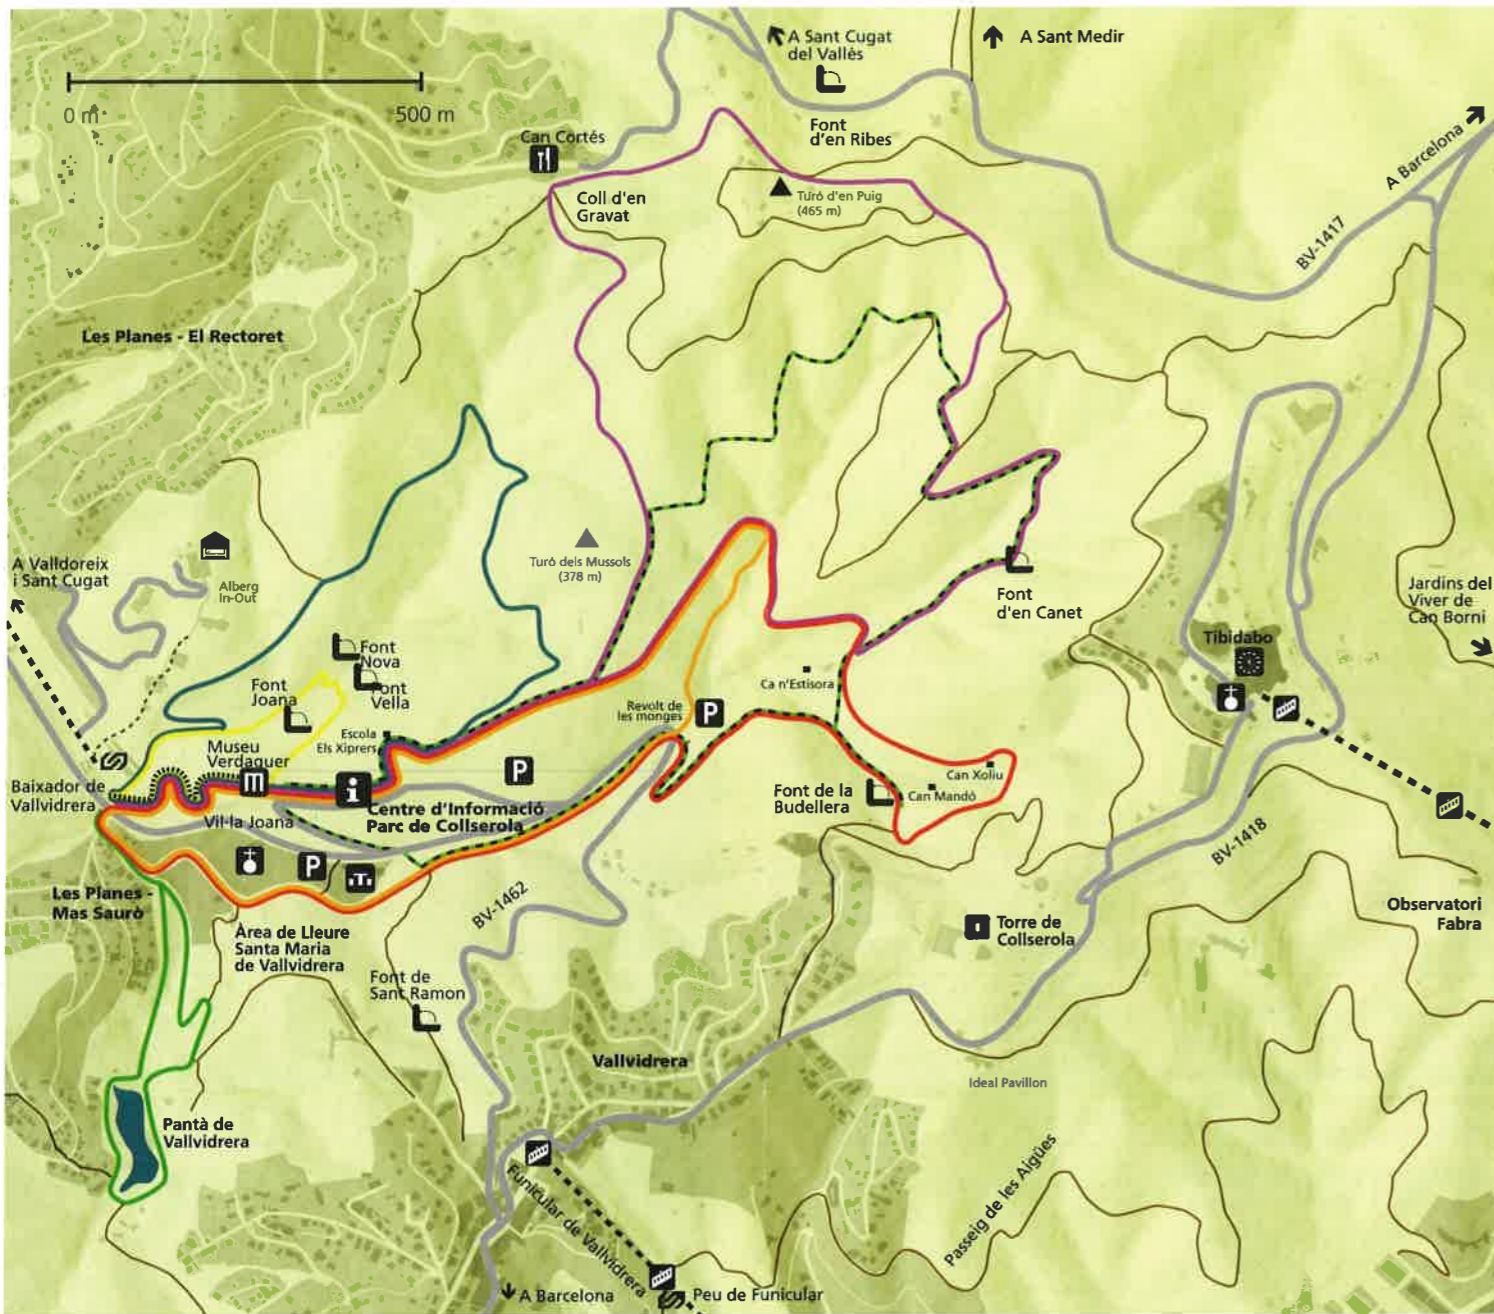 A Sant Cugat
del Vallès
A Sant Medir
0 m
500 m
Font
d'en Ribes
Can Cortés
A Barcelona
Coll d'en
Gravat
Turó d'en Puig
(465 m)
BV-1417
Les Planes - El Rectoret
A Valldoreix
i Sant Cugat
Alberg
In-Out
Turó dels Mussols
(378 m)
Font
d'en Canet
Jardins del
Viver de
Can Borni
Tibidabo
Font
Nova
Font
Vella
Font
Joana
Ca n'Estisora
Revolt de
les monges
P
Escola
Els Xiprers
Museu
Verdaguer
m
i
P
Baixador de
Vallvidrera
Can Xoliu
Can Mandó
Font de la
Budellera
Centre d'Informació
Parc de Collserola
Vil·la Joana
BV-1418
P
Les Planes -
Mas Sauró
BV-1462
Observatori
Fabra
Torre de
Collserola
Àrea de Lleure
Santa Maria
de Vallvidrera
Font de
Sant Ramon
Vallvidrera
Ideal Pavillon
Pantà de
Vallvidrera
Funicular de Vallvidrera
Passeig de les Aigües
A Barcelona
Peu de Funicular